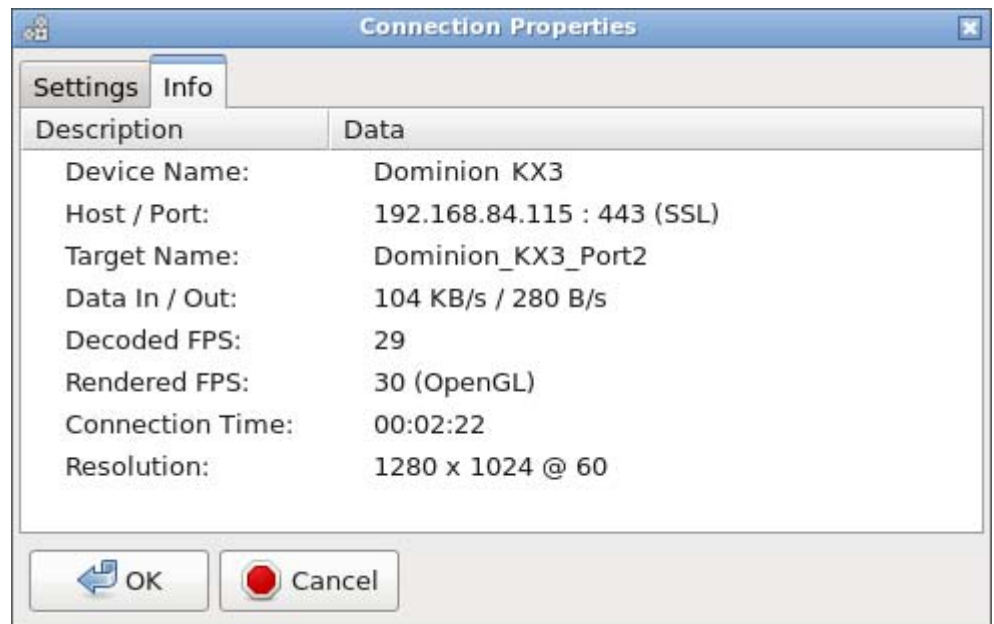 Connection Properties
Settings Info
Description Data
Device Name: Dominion KX3
Host / Port: 192.168.84.115 : 443 (SSL)
Target Name: Dominion_KX3_Port2
Data In / Out: 104 KB/s / 280 B/s
Decoded FPS: 29
Rendered FPS: 30 (OpenGL)
Connection Time: 00:02:22
Resolution: 1280 x 1024 @ 60
OK Cancel